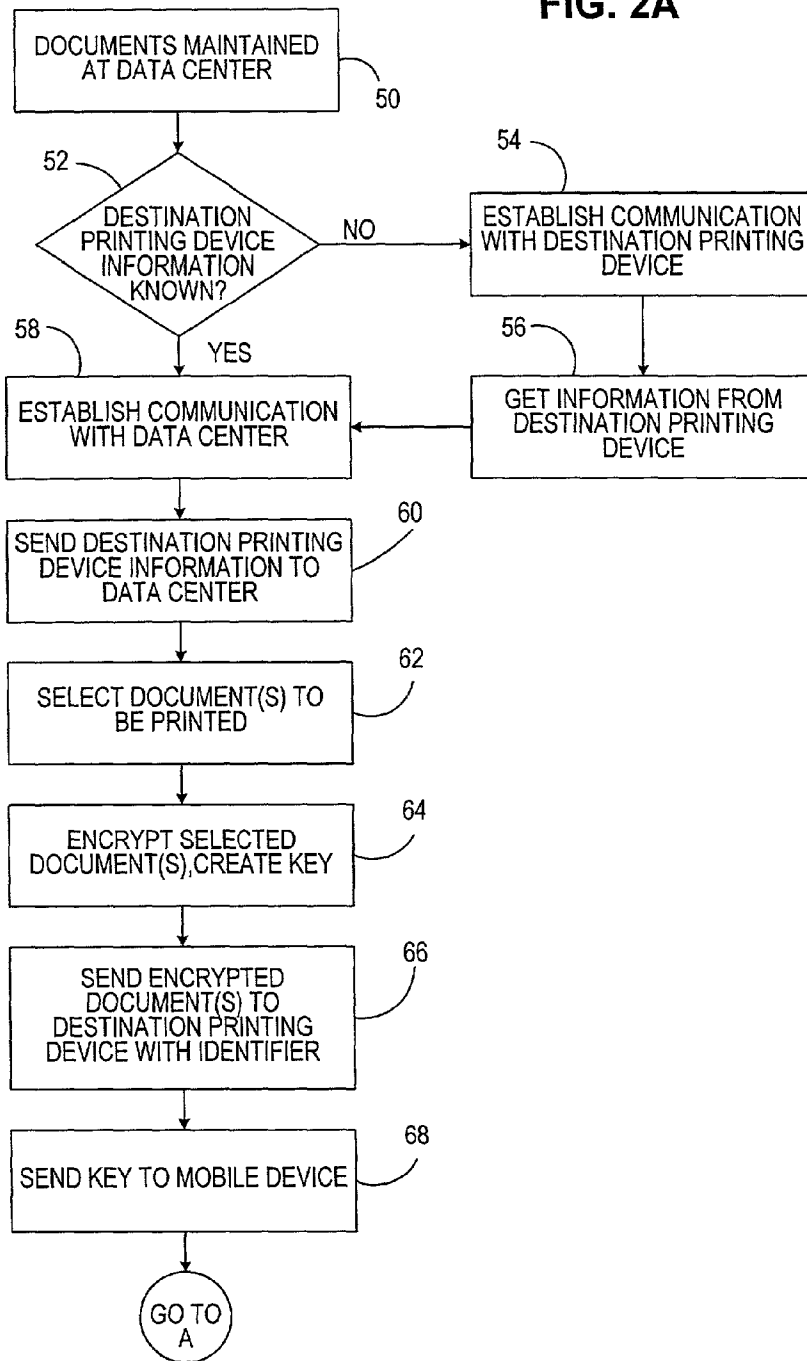 FIG. 2A
DOCUMENTS MAINTAINED
AT DATA CENTER
50
52
DESTINATION
PRINTING DEVICE
INFORMATION
KNOWN?
NO
YES
54
ESTABLISH COMMUNICATION
WITH DESTINATION PRINTING
DEVICE
56
GET INFORMATION FROM
DESTINATION PRINTING
DEVICE
58
ESTABLISH COMMUNICATION
WITH DATA CENTER
60
SEND DESTINATION PRINTING
DEVICE INFORMATION TO
DATA CENTER
62
SELECT DOCUMENT(S) TO
BE PRINTED
64
ENCRYPT SELECTED
DOCUMENT(S),CREATE KEY
66
SEND ENCRYPTED
DOCUMENT(S) TO
DESTINATION PRINTING
DEVICE WITH IDENTIFIER
68
SEND KEY TO MOBILE DEVICE
GO TO
A